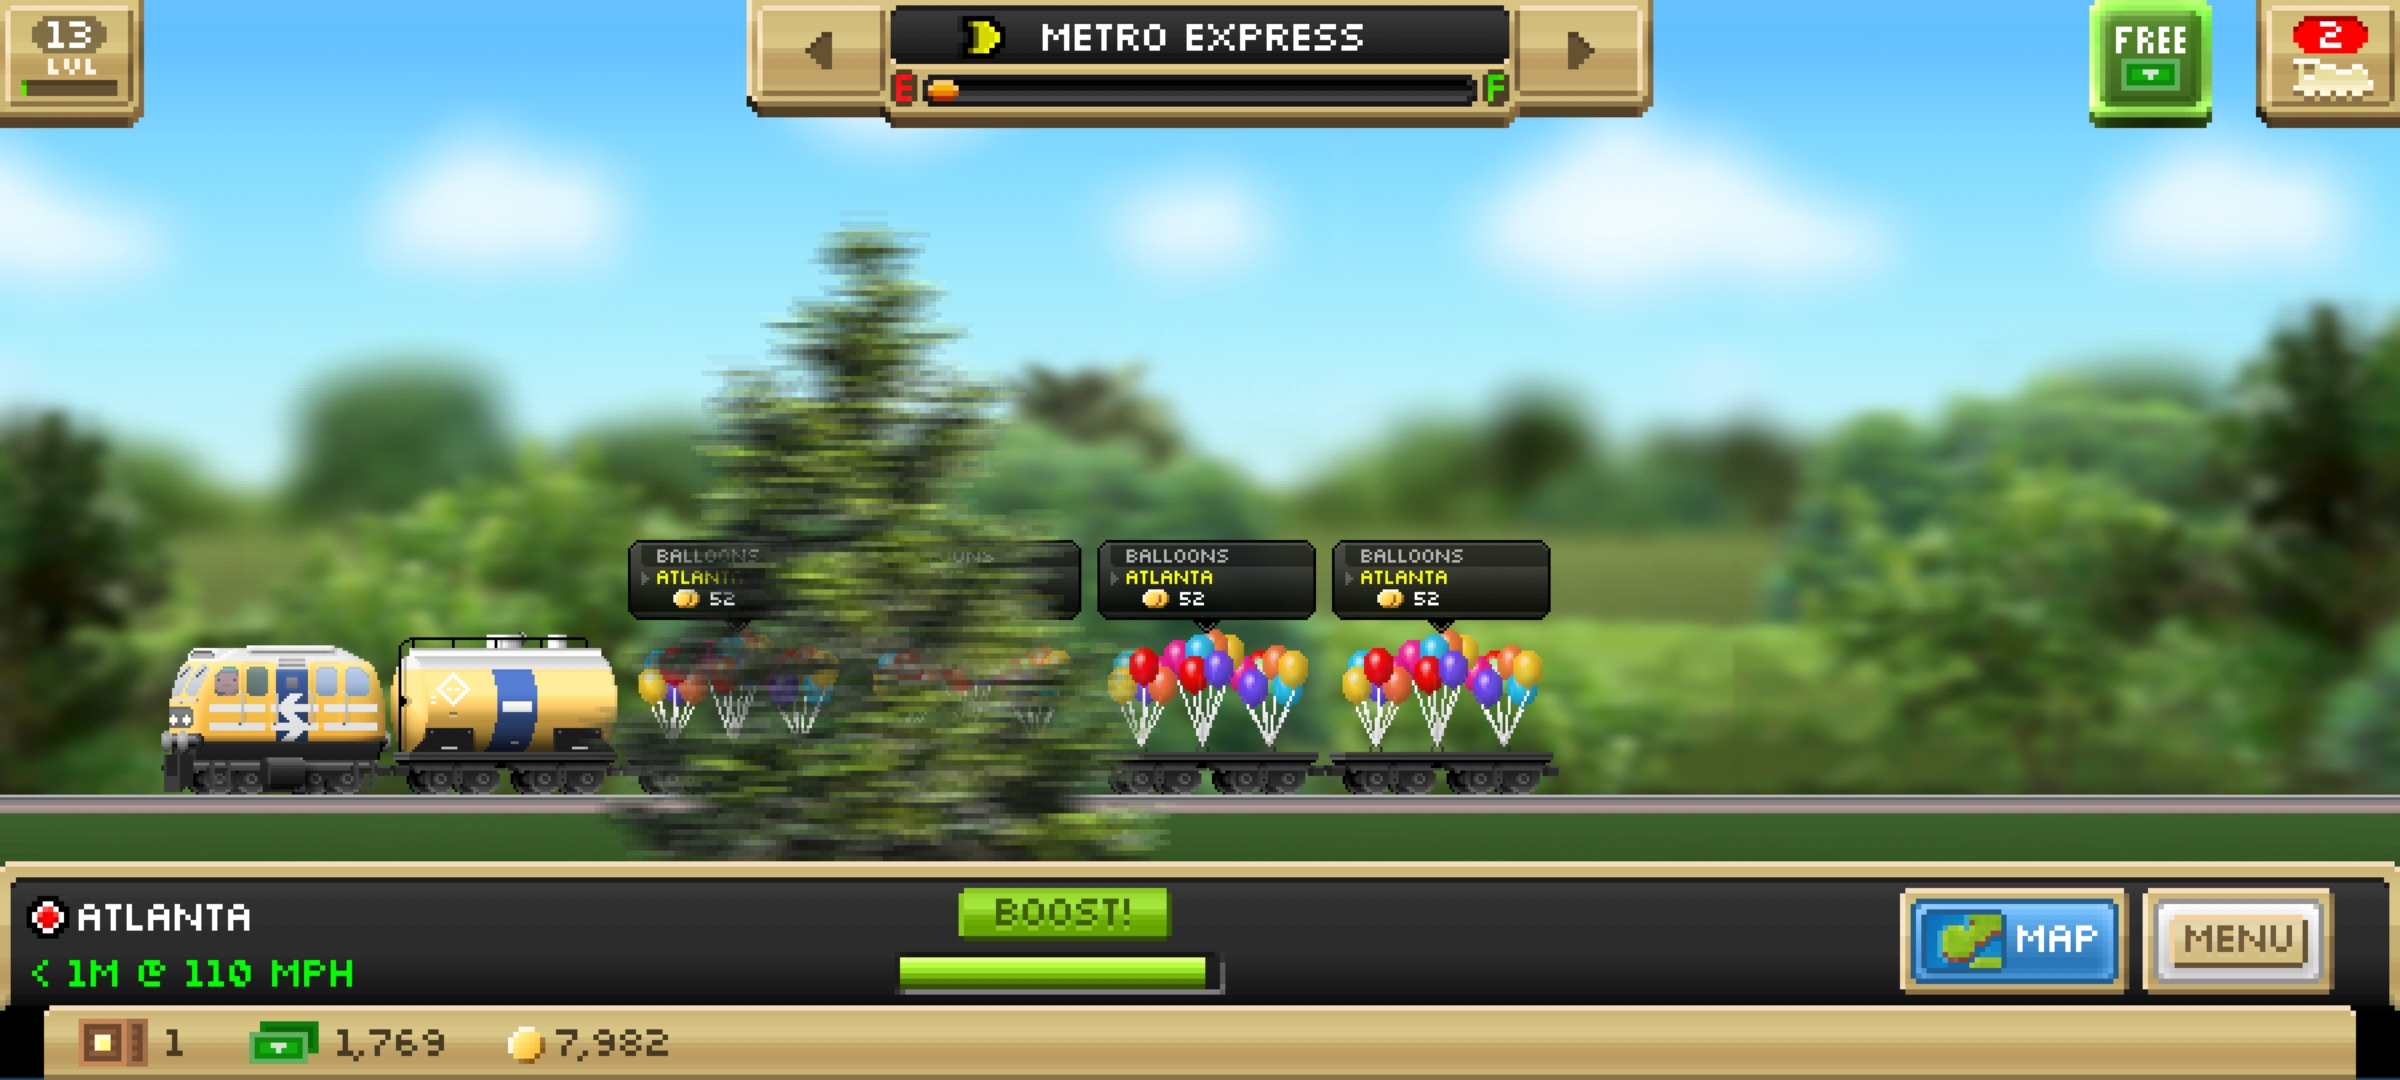 13
LVL
METRO EXPRESS
E F
FREE
2
BALLOONS
ATLANTA
52
BALLOONS
ATLANTA
52
BALLOONS
ATLANTA
52
ATLANTA
BOOST!
< 1M @ 110 MPH
MAP
MENU
1
1,769
7,982